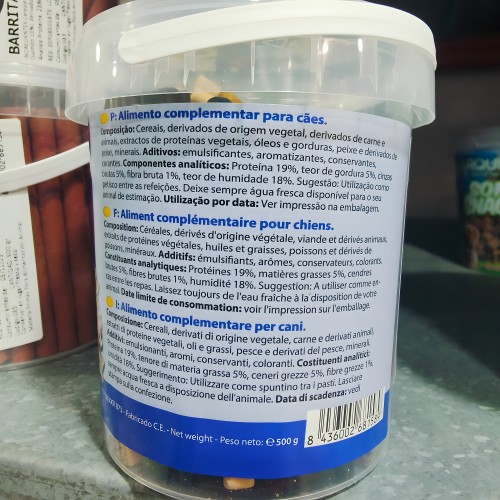 BARRITA
P: Alimento complementar para cães.
Composição: Cereais, derivados de origem vegetal, derivados de carne e
animais, extractos de proteínas vegetais, óleos e gorduras, peixe e derivados de
peixe, minerais. Aditivos: emulsificantes, aromatizantes, conservantes,
corantes. Componentes analíticos: Proteína 19%, teor de gordura 5%, cinzas
brutas 5%, fibra bruta 1%, teor de humidade 18%. Sugestão: Utilização como
petisco entre as refeições. Deixe sempre água fresca disponível para o seu
animal de estimação. Utilização por data: Ver impressão na embalagem.
F: Aliment complémentaire pour chiens.
Composition: Céréales, dérivés d'origine végétale, viande et dérivés animaux,
extraits de protéines végétales, huiles et graisses, poissons et dérivés de
poissons, minéraux. Additifs: émulsifiants, arômes, conservateurs, colorants.
Constituants analytiques: Protéines 19%, matières grasses 5%, cendres
brutes 5%, fibres brutes 1%, humidité 18%. Suggestion: A utiliser comme en-
entre les repas. Laissez toujours de l'eau fraîche à la disposition de votre
animal. Date limite de consommation: voir l'impression sur l'emballage.
I: Alimento complementare per cani.
Composizione: Cereali, derivati di origine vegetale, carne e derivati animali,
estratti di proteine vegetali, oli e grassi, pesce e derivati del pesce, minerali.
Additivi: emulsionanti, aromi, conservanti, coloranti. Costituenti analitici:
Proteina 19%, tenore di materia grassa 5%, ceneri grezze 5%, fibre grezze 1%,
umidità 18%. Suggerimento: Utilizzare come spuntino tra i pasti. Lasciare
sempre acqua fresca a disposizione dell'animale. Data di scadenza: vedi
stampa sulla confezione.
Fabricado C.E. - Net weight - Peso neto: e 500 g
8 436002 68158